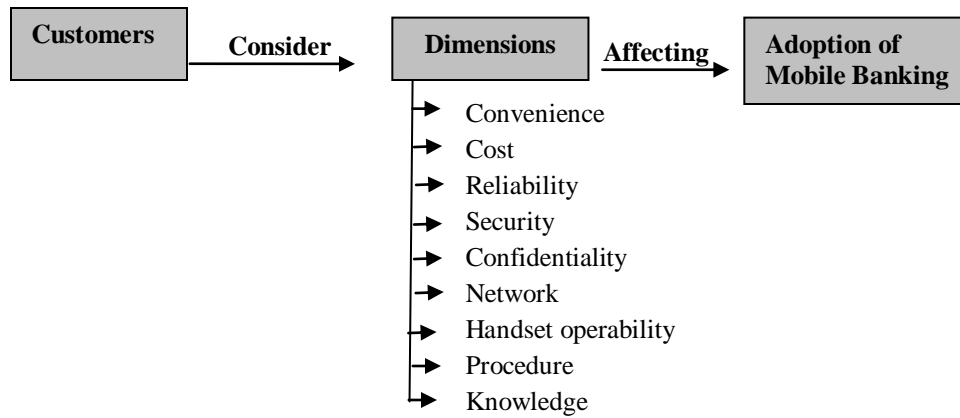 Customers
Consider
Dimensions
Affecting
Adoption of
Mobile Banking
Convenience
Cost
Reliability
Security
Confidentiality
Network
Handset operability
Procedure
Knowledge